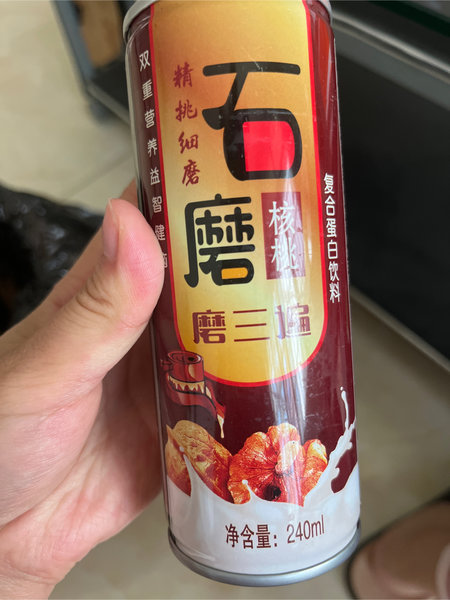 双重营养益智健脑
精挑细磨
石磨
核桃
磨三遍
复合蛋白饮料
净含量：240ml